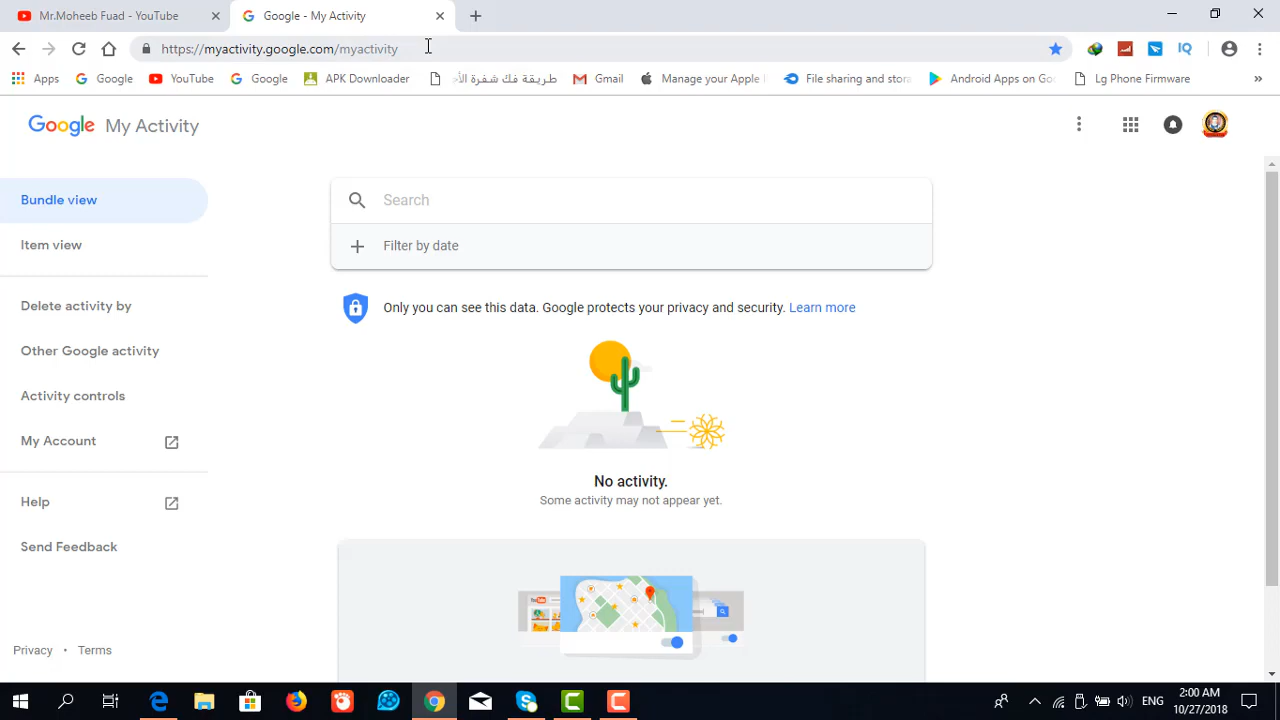 Mr.Moheeb Fuad - YouTube
Google - My Activity
https://myactivity.google.com/myactivity
Apps
Google
YouTube
Google
APK Downloader
طريقة فك شفرة الأج
Gmail
Manage your Apple
File sharing and stora
Android Apps on Go
Lg Phone Firmware
Google My Activity
Bundle view
Item view
Delete activity by
Other Google activity
Activity controls
My Account
Help
Send Feedback
Privacy • Terms
Search
Filter by date
Only you can see this data. Google protects your privacy and security. Learn more
No activity.
Some activity may not appear yet.
ENG
2:00 AM
10/27/2018